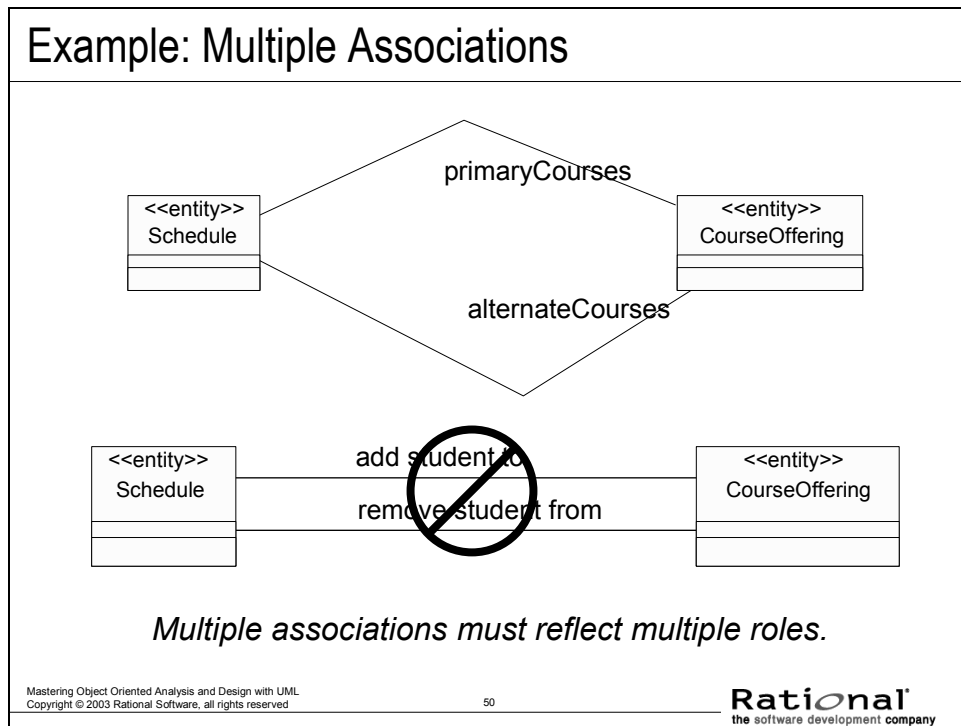 Example: Multiple Associations
primaryCourses
<<entity>>
Schedule
<<entity>>
CourseOffering
alternateCourses
<<entity>>
Schedule
add student to
remove student from
<<entity>>
CourseOffering
Multiple associations must reflect multiple roles.
Mastering Object Oriented Analysis and Design with UML
Copyright © 2003 Rational Software, all rights reserved
50
Rational
the software development company